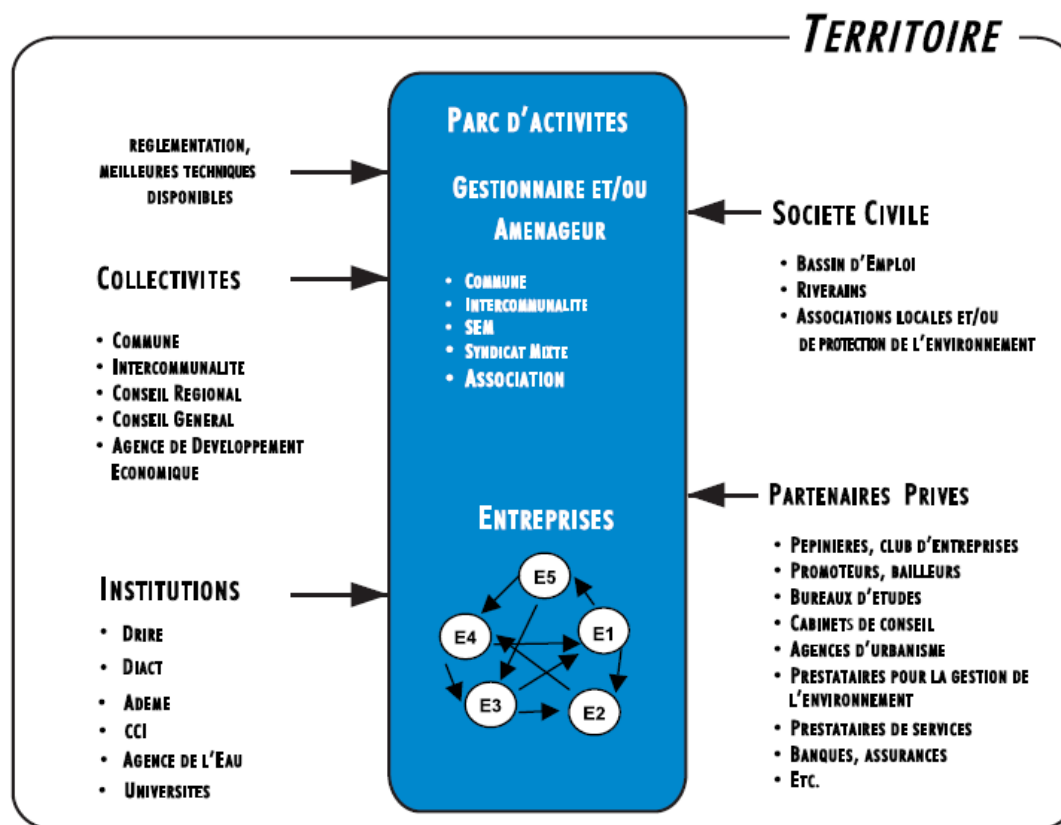 TERRITOIRE
REGLEMENTATION,
MEILLEURES TECHNIQUES
DISPONIBLES
COLLECTIVITES
• COMMUNE
• INTERCOMMUNALITE
• CONSEIL REGIONAL
• CONSEIL GENERAL
• AGENCE DE DEVELOPPEMENT
ECONOMIQUE
INSTITUTIONS
• DRIRE
• DIACT
• ADEME
• CCI
• AGENCE DE L'EAU
• UNIVERSITES
PARC D'ACTIVITES
GESTIONNAIRE ET/OU
AMENAGEUR
• COMMUNE
• INTERCOMMUNALITE
• SEM
• SYNDICAT MIXTE
• ASSOCIATION
ENTREPRISES
E5
E4
E1
E3
E2
SOCIETE CIVILE
• BASSIN D'EMPLOI
• RIVERAINS
• ASSOCIATIONS LOCALES ET/OU
DE PROTECTION DE L'ENVIRONNEMENT
PARTENAIRES PRIVES
• PEPINIERES, CLUB D'ENTREPRISES
• PROMOTEURS, BAILLEURS
• BUREAUX D'ETUDES
• CABINETS DE CONSEIL
• AGENCES D'URBANISME
• PRESTATAIRES POUR LA GESTION DE
L'ENVIRONNEMENT
• PRESTATAIRES DE SERVICES
• BANQUES, ASSURANCES
• ETC.